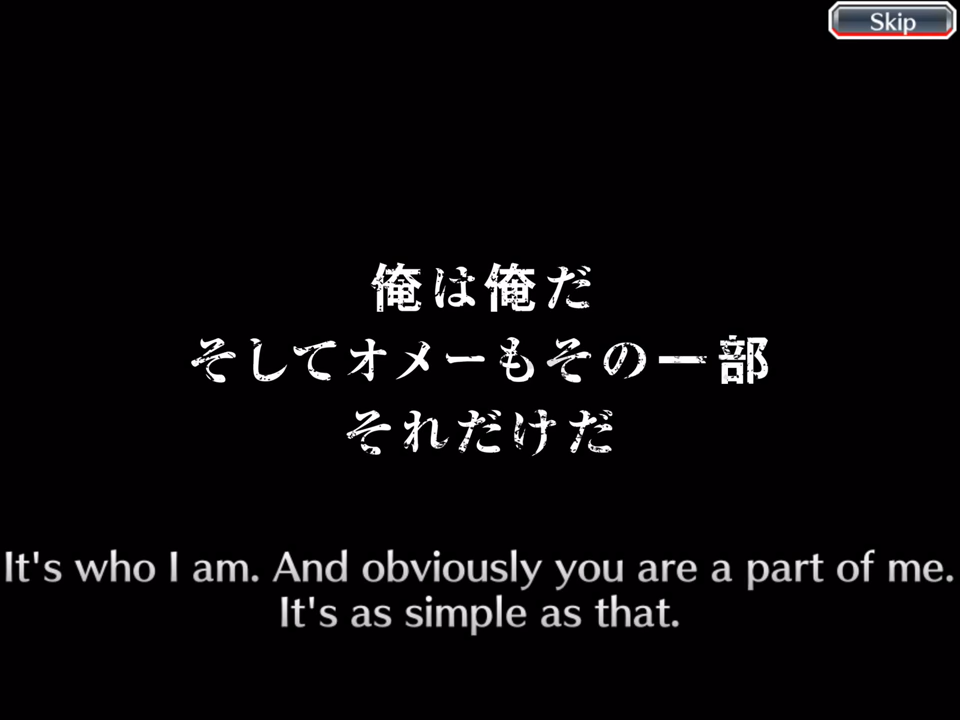 Skip
俺は俺だ
そしてオメーもその一部
それだけだ
It's who I am. And obviously you are a part of me.
It's as simple as that.